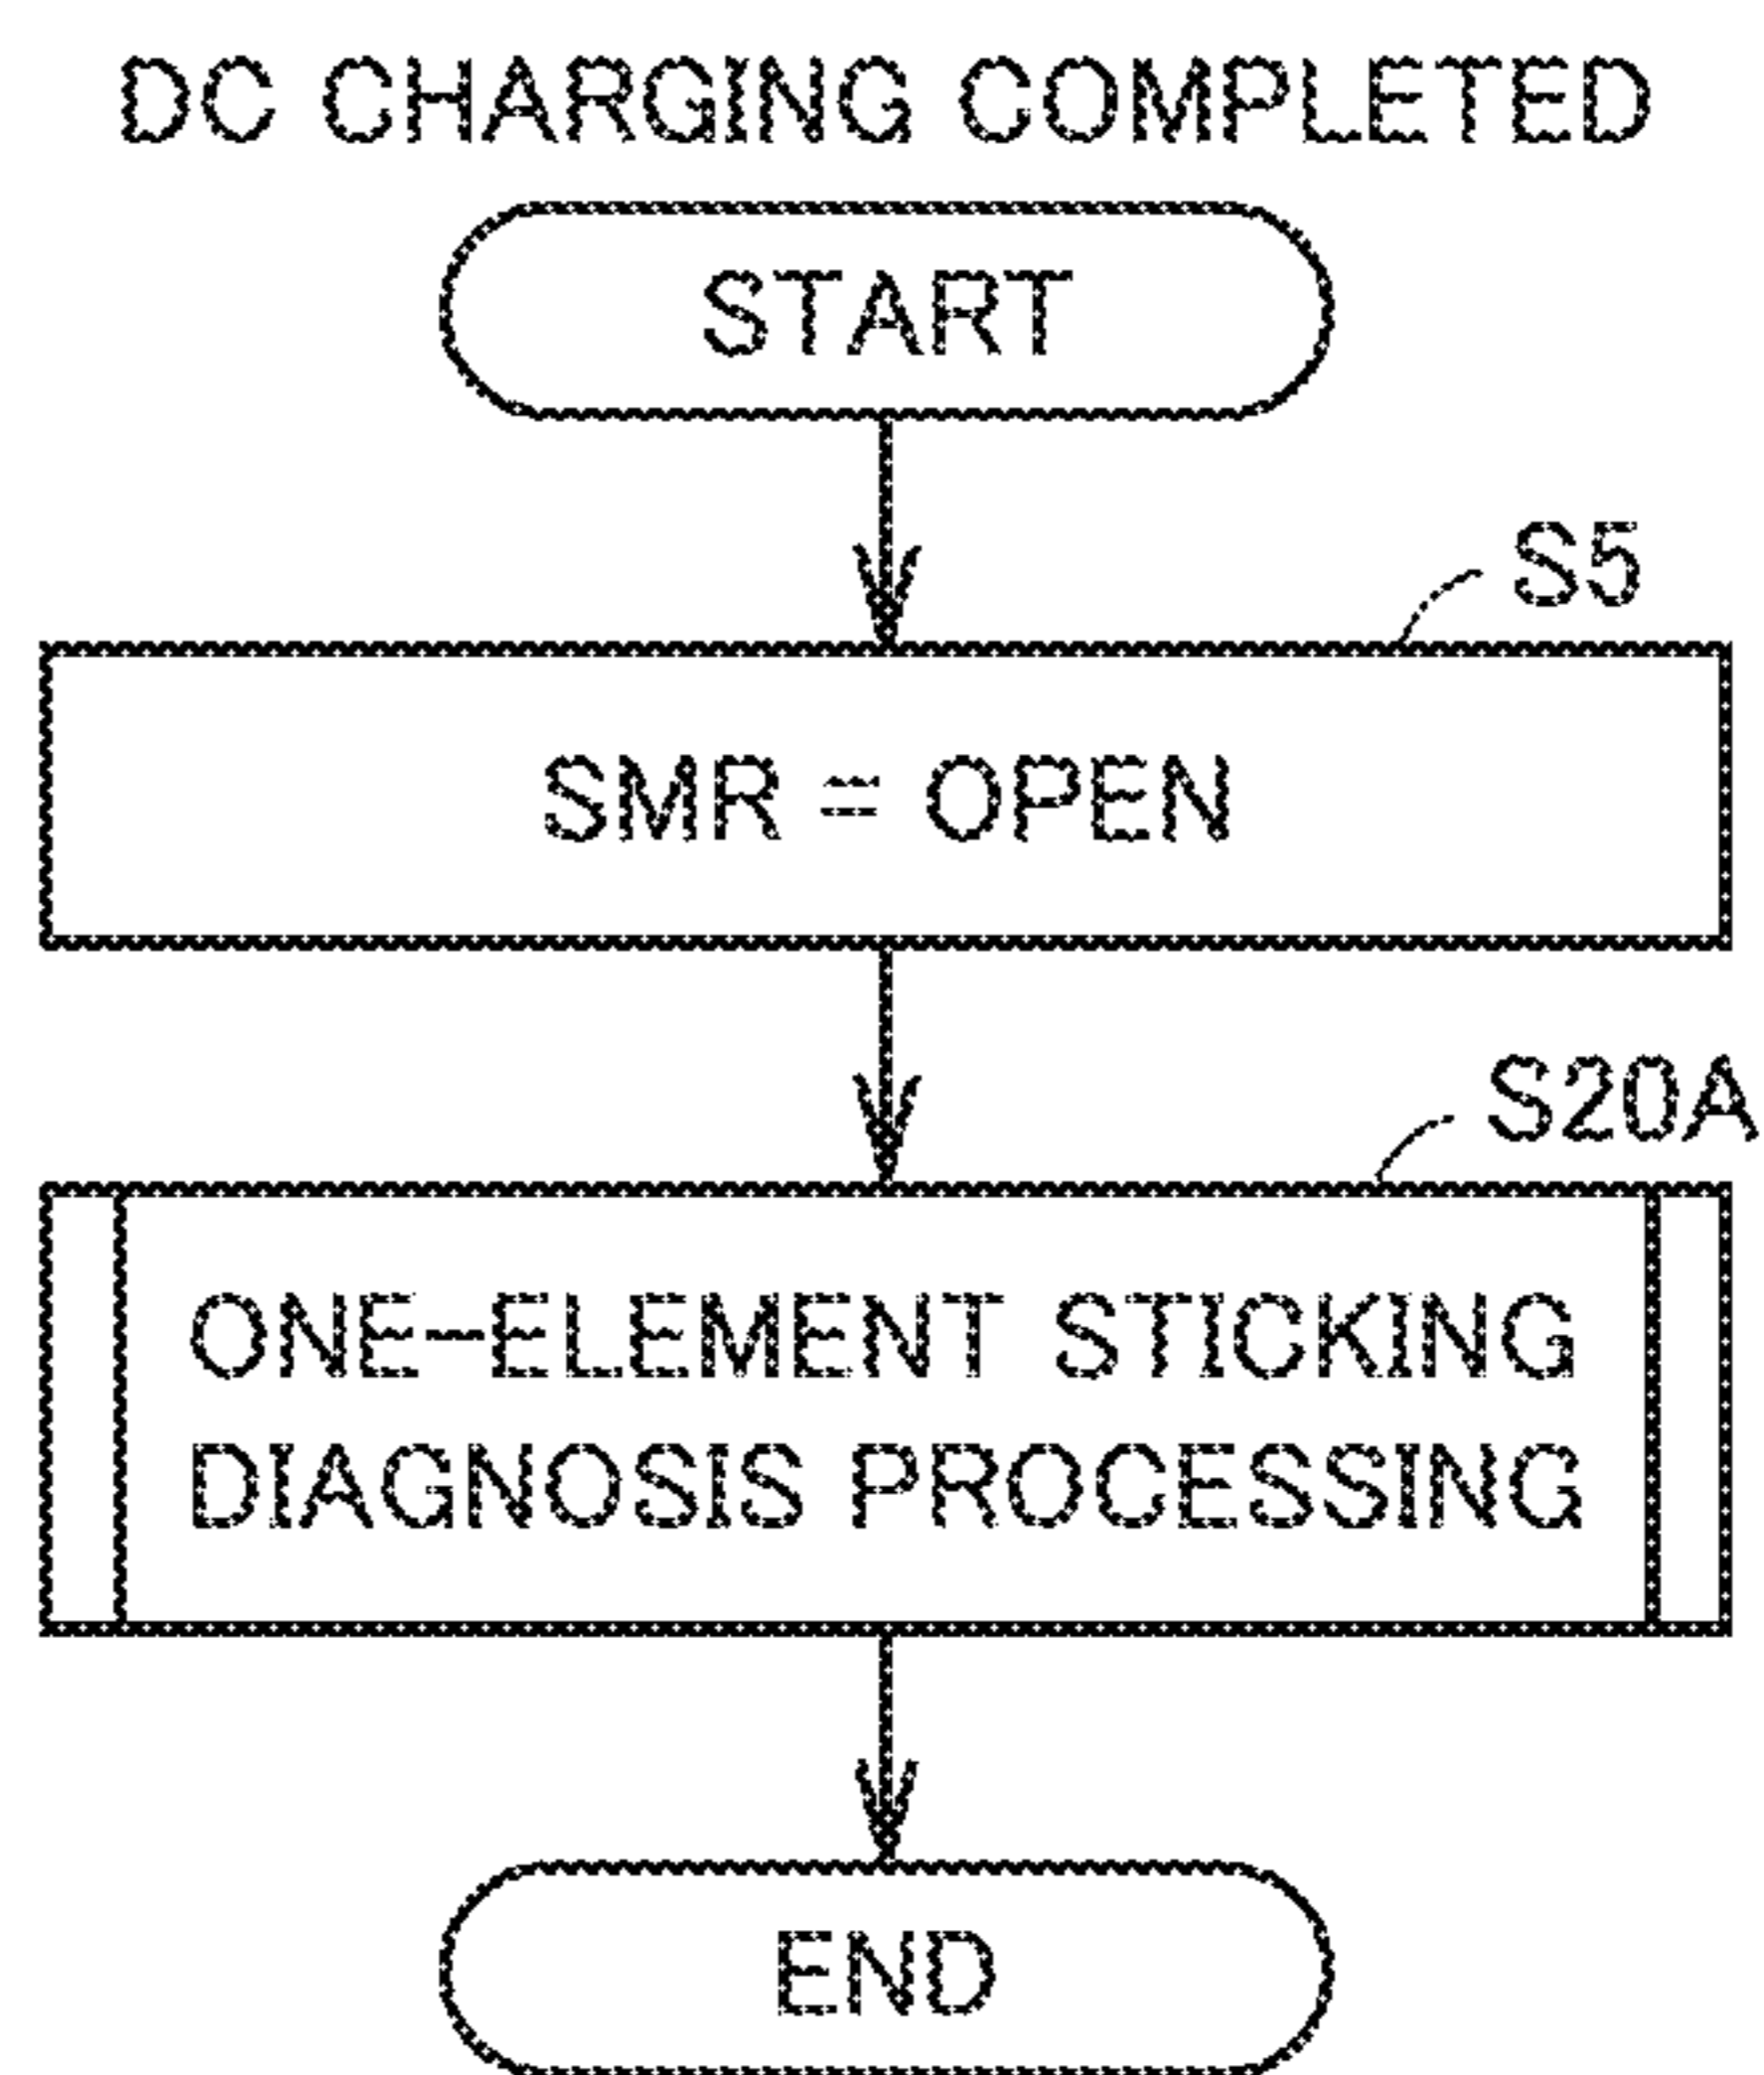 DC CHARGING COMPLETED
START
S5
SMR = OPEN
S20A
ONE-ELEMENT STICKING
DIAGNOSIS PROCESSING
END